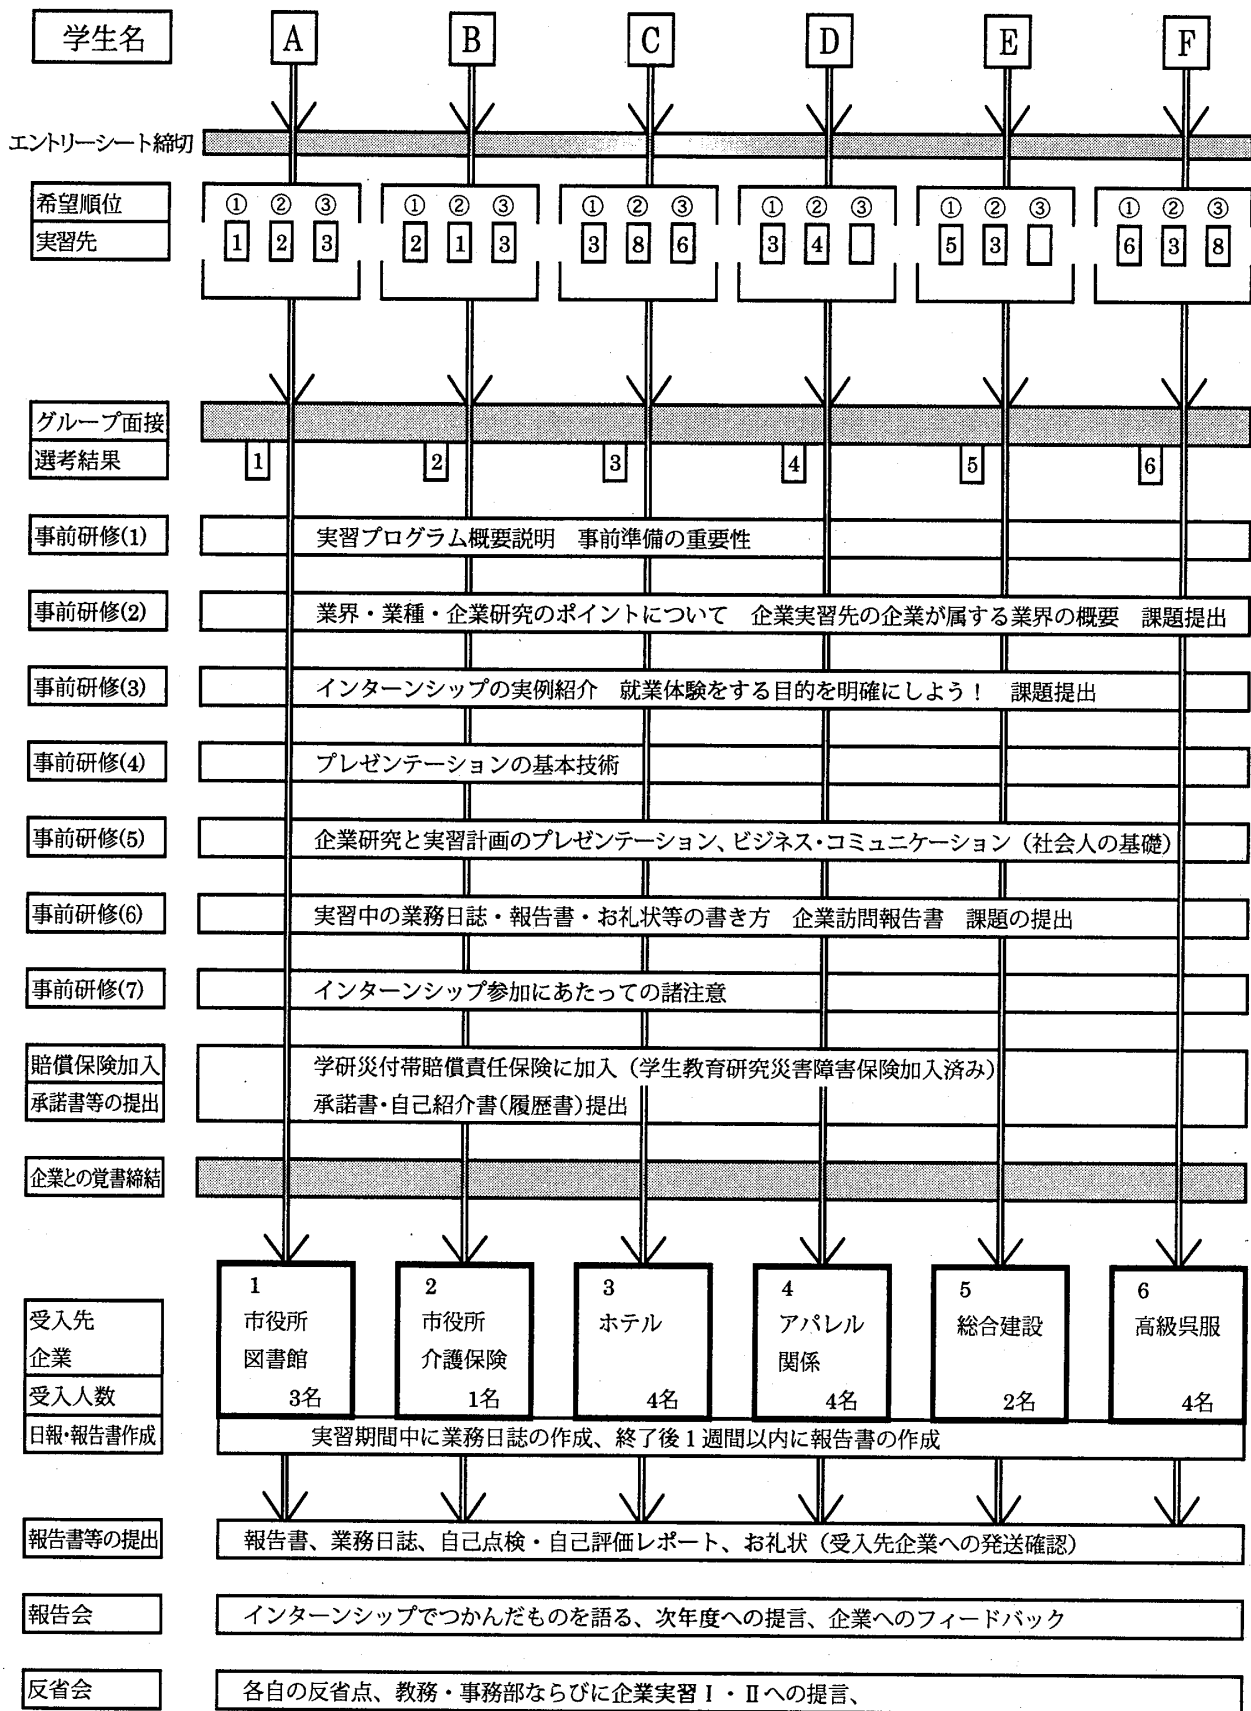 学生名 A B C D E F
エントリーシート締切
希望順位 ① ② ③ ① ② ③ ① ② ③ ① ② ③ ① ② ③ ① ② ③
実習先 1 2 3 2 1 3 3 8 6 3 4 5 3 6 3 8
グループ面接
選考結果 1 2 3 4 5 6
事前研修(1) 実習プログラム概要説明 事前準備の重要性
事前研修(2) 業界・業種・企業研究のポイントについて 企業実習先の企業が属する業界の概要 課題提出
事前研修(3) インターンシップの実例紹介 就業体験をする目的を明確にしよう! 課題提出
事前研修(4) プレゼンテーションの基本技術
事前研修(5) 企業研究と実習計画のプレゼンテーション、ビジネス・コミュニケーション(社会人の基礎)
事前研修(6) 実習中の業務日誌・報告書・お礼状等の書き方 企業訪問報告書 課題の提出
事前研修(7) インターンシップ参加にあたっての諸注意
賠償保険加入 学研災付帯賠償責任保険に加入(学生教育研究災害障害保険加入済み)
承諾書等の提出 承諾書・自己紹介書(履歴書)提出
企業との覚書締結
1 2 3 4 5 6
受入先 市役所 市役所 ホテル アパレル 総合建設 高級呉服
企業 図書館 介護保険 関係
受入人数 3名 1名 4名 4名 2名 4名
日報・報告書作成 実習期間中に業務日誌の作成、終了後1週間以内に報告書の作成
報告書等の提出 報告書、業務日誌、自己点検・自己評価レポート、お礼状(受入先企業への発送確認)
報告会 インターンシップでつかんだものを語る、次年度への提言、企業へのフィードバック
反省会 各自の反省点、教務・事務部ならびに企業実習Ⅰ・Ⅱへの提言、